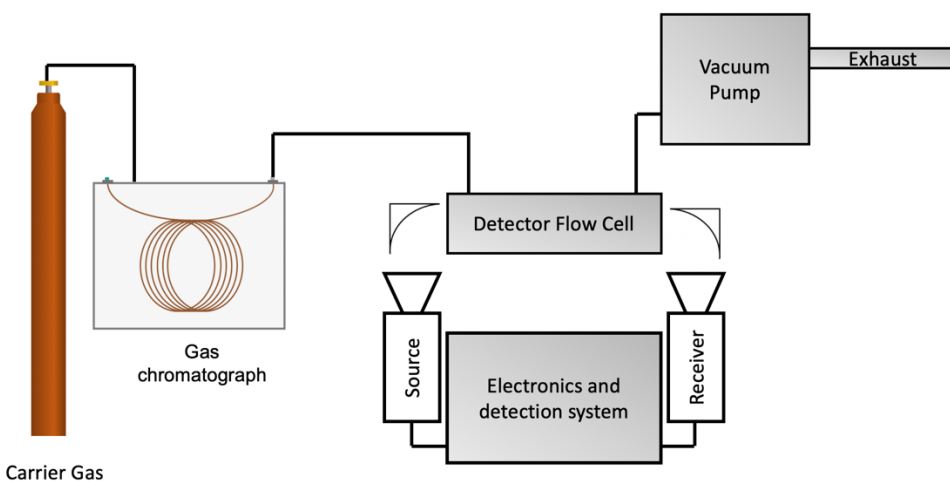 Vacuum
Pump
Exhaust
Detector Flow Cell
Gas
chromatograph
Source
Electronics and
detection system
Receiver
Carrier Gas